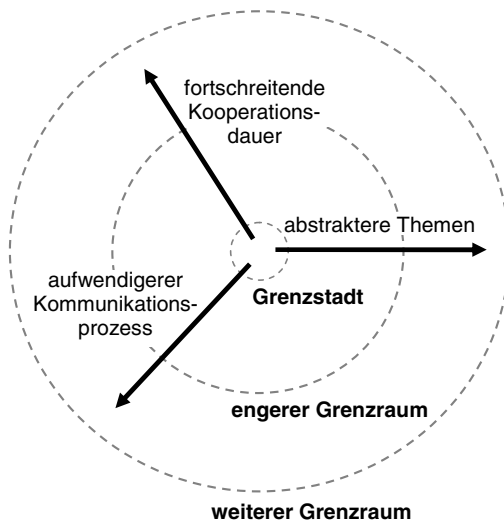 fortschreitende
Kooperations-
dauer
abstraktere Themen
aufwendigerer
Kommunikations-
prozess
Grenzstadt
engerer Grenzraum
weiterer Grenzraum